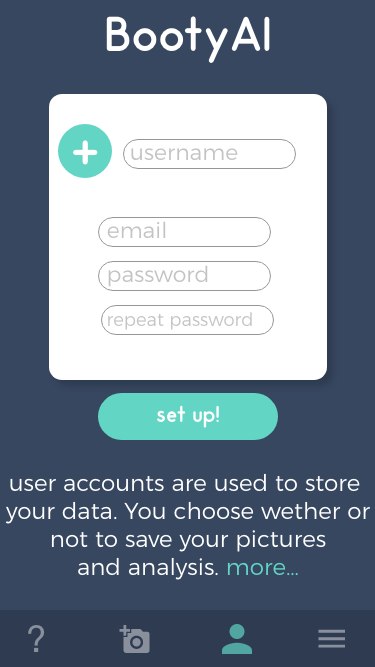 BootyAI
username
email
password
repeat password
set up!
user accounts are used to store
your data. You choose wether or
not to save your pictures
and analysis. more...
?